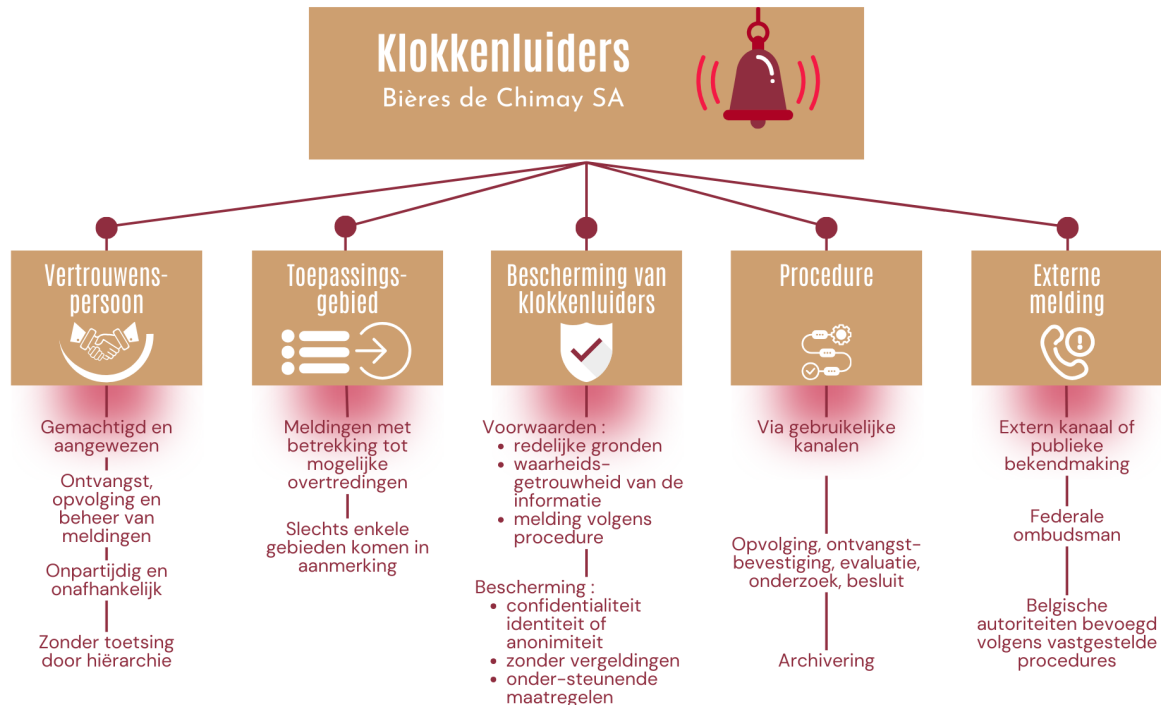 Klokkenluiders
Bières de Chimay SA
Vertrouwens-
persoon
Gemachtigd en
aangewezen
Ontvangst,
opvolging en
beheer van
meldingen
Onpartijdig en
onafhankelijk
Zonder toetsing
door hiërarchie
Toepassings-
gebied
Meldingen met
betrekking tot
mogelijke
overtredingen
Slechts enkele
gebieden komen in
aanmerking
Bescherming van
klokkenluiders
Voorwaarden :
• redelijke gronden
• waarheids-
getrouwheid van de
informatie
• melding volgens
procedure
Bescherming :
• confidentialiteit
identiteit of
anonimiteit
• zonder vergeldingen
• onder-steunende
maatregelen
Procedure
Via gebruikelijke
kanalen
Opvolging, ontvangst-
bevestiging, evaluatie,
onderzoek, besluit
Archivering
Externe
melding
Extern kanaal of
publieke
bekendmaking
Federale
ombudsman
Belgische
autoriteiten bevoegd
volgens vastgestelde
procedures